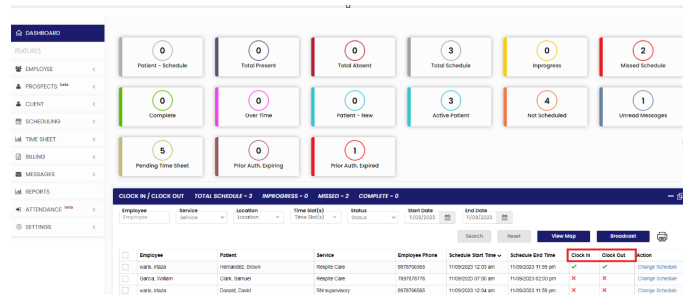 DASHBOARD
FEATURES
EMPLOYEE
PROSPECTS beta
CLIENT
SCHEDULING
TIME SHEET
BILLING
MESSAGES
REPORTS
ATTENDANCE beta
SETTINGS
0 0 0 3 0 2
Patient - Schedule Total Present Total Absent Total Schedule Inprogress Missed Schedule
0 0 0 3 4 1
Complete Over Time Patient - New Active Patient Not Scheduled Unread Messages
5 0 1
Pending Time Sheet Prior Auth. Expiring Prior Auth. Expired
CLOCK IN / CLOCK OUT TOTAL SCHEDULE - 3 INPROGRESS - 0 MISSED - 2 COMPLETE - 0
Employee Service Location Time Slot(s) Status Start Date End Date
Employee Service Location Time Slot(s) Status 11/09/2023 11/09/2023
Search Reset View Map Broadcast
Employee Patient Service Employee Phone Schedule Start Time Schedule End Time Clock In Clock Out Action
waris, irtaza Hernandez, Brown Respite Care 8978766565 11/09/2023 12:03 am 11/09/2023 11:59 pm Change Schedule
Garcia, William Clark, Samuel Respite Care 7897878778 11/09/2023 07:00 am 11/09/2023 02:00 pm Change Schedule
waris, irtaza Donald, David RN supervisory 8978766565 11/09/2023 12:04 am 11/09/2023 11:59 pm Change Schedule